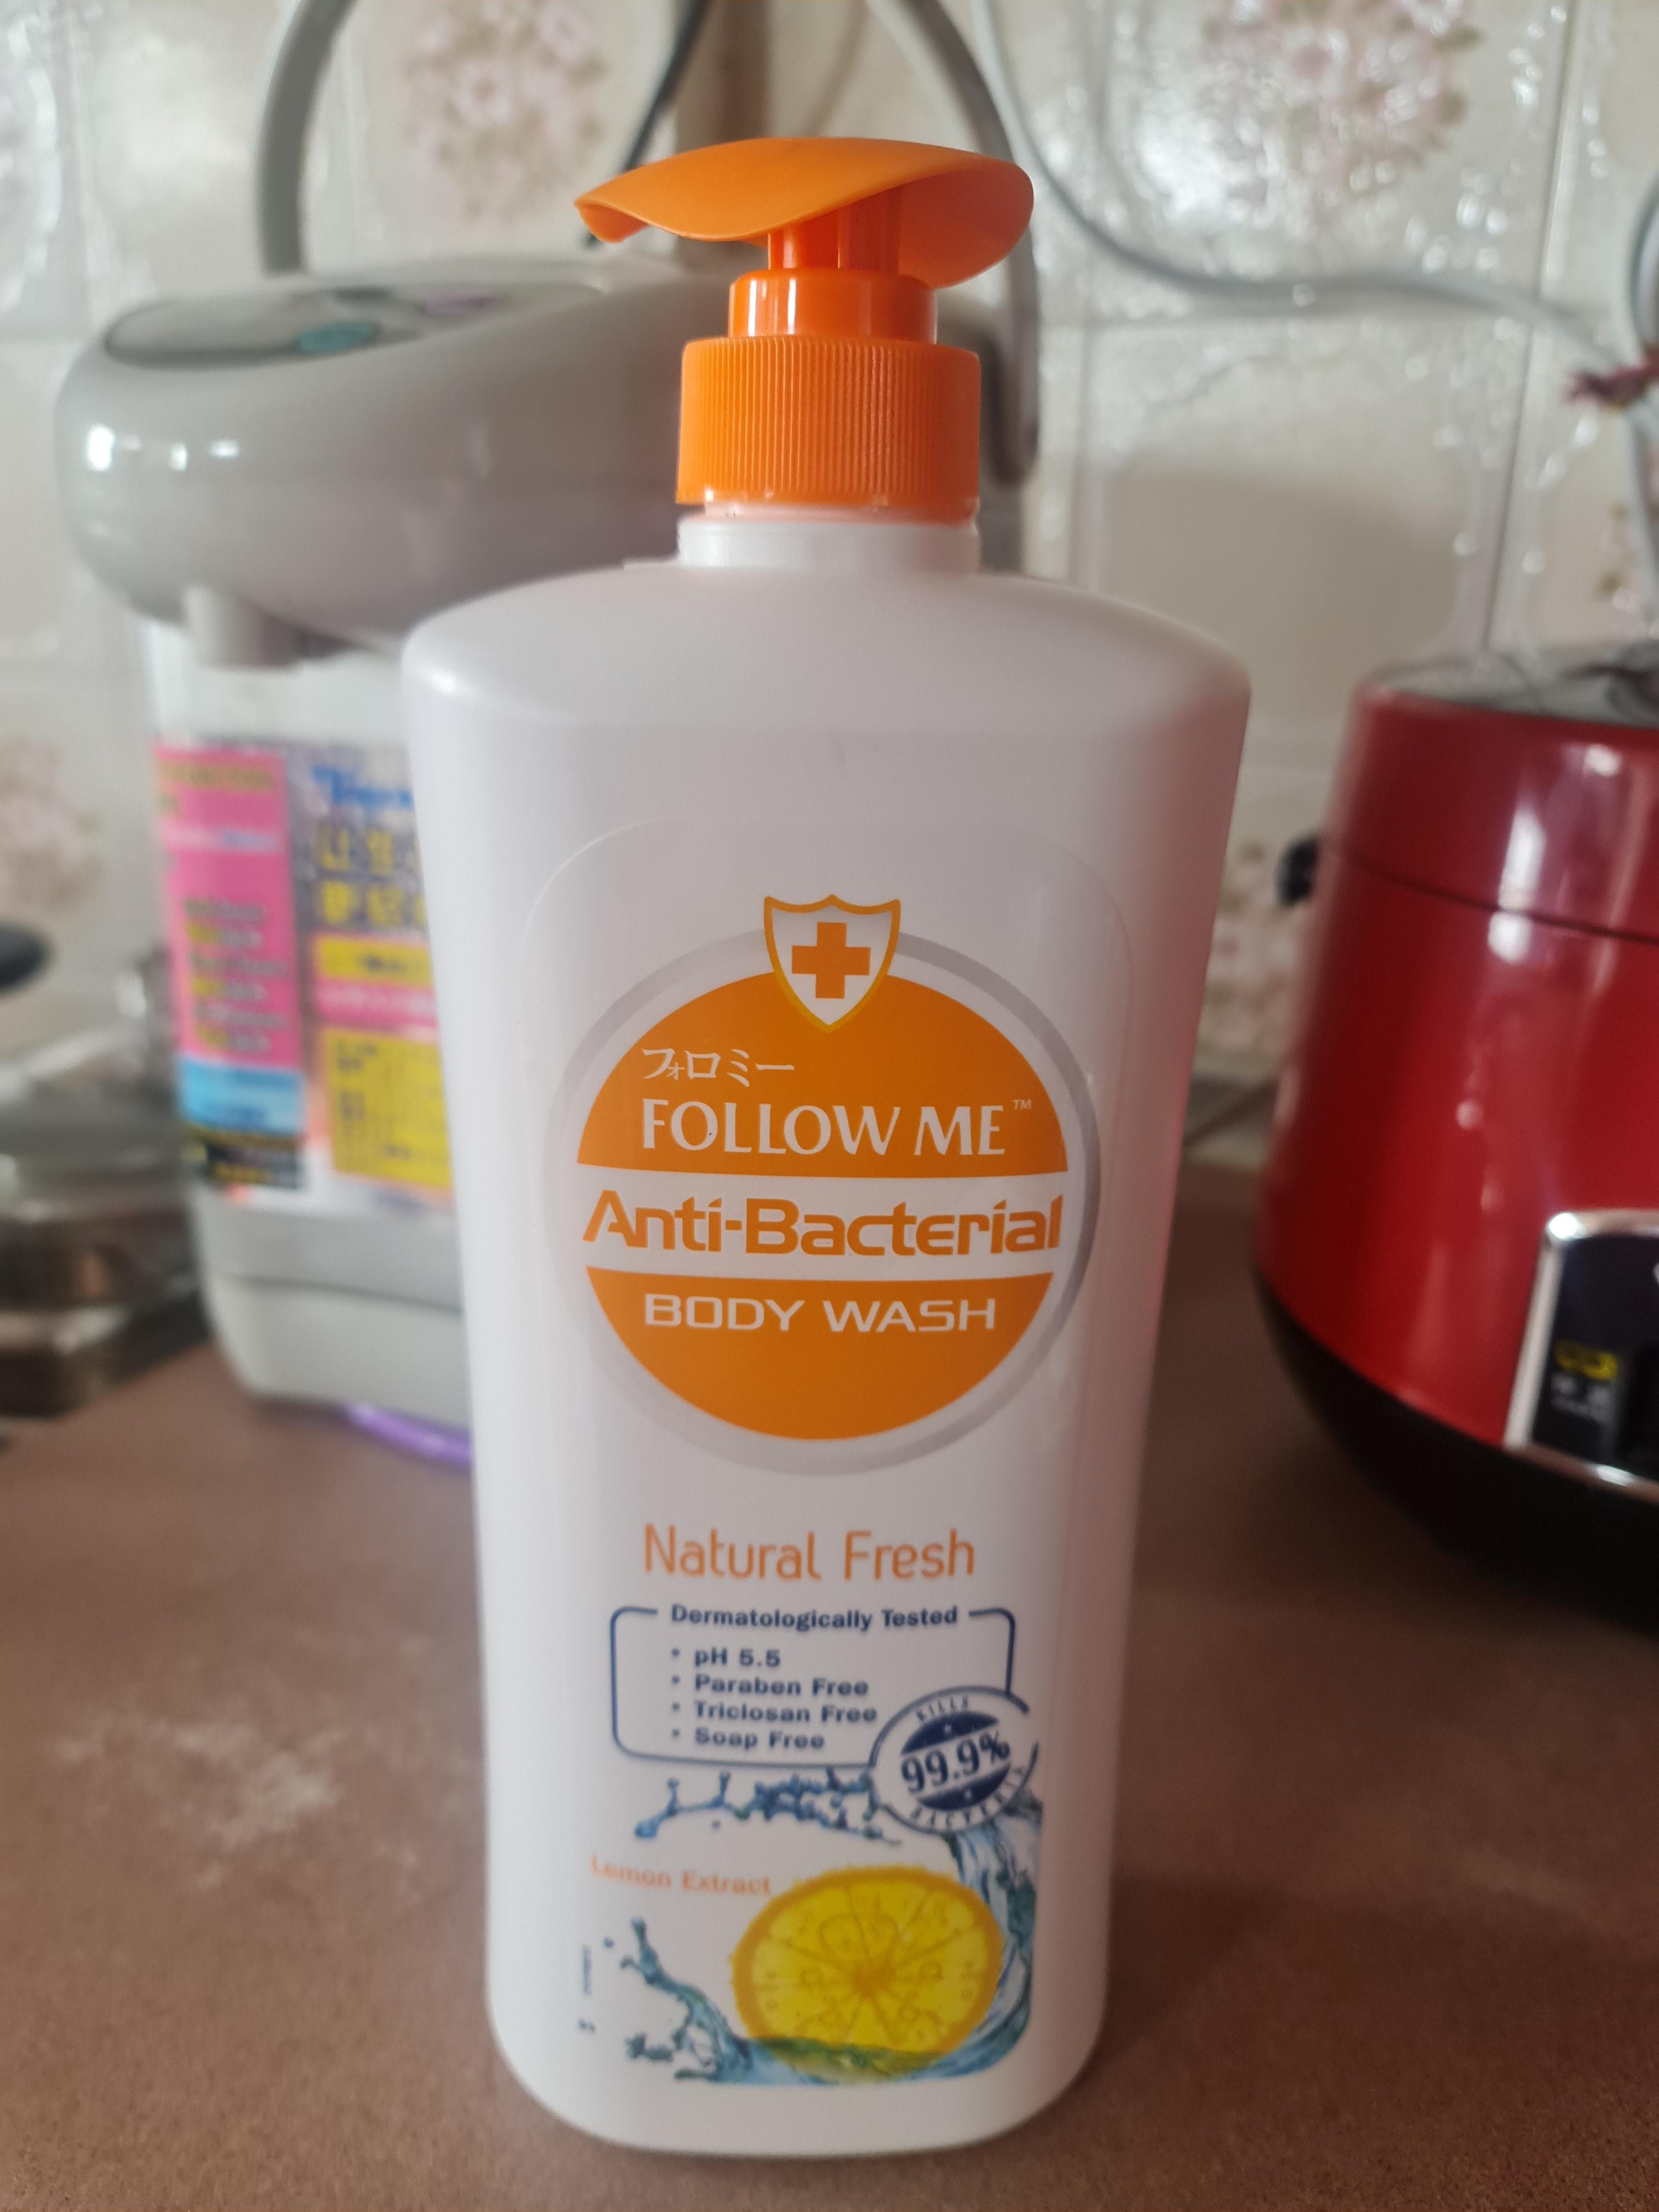 フォロミー
FOLLOW ME™
Anti-Bacterial
BODY WASH
Natural Fresh
Dermatologically Tested
• pH 5.5
• Paraben Free
• Triclosan Free
• Soap Free
KILLS
99.9%
BACTERIA
Lemon Extract